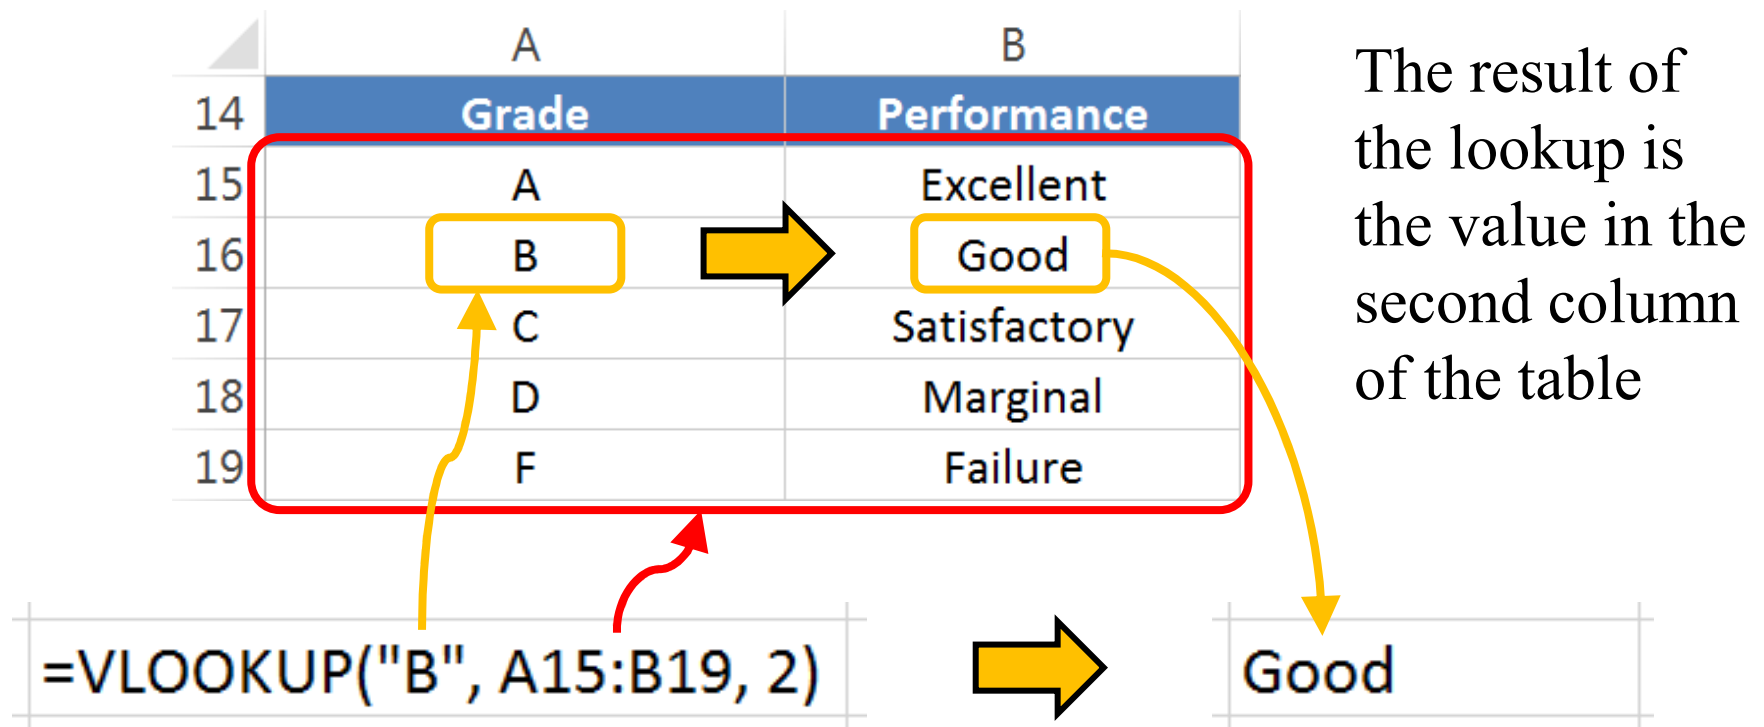 A B
14 Grade Performance
15 A Excellent
16 B Good
17 C Satisfactory
18 D Marginal
19 F Failure
The result of
the lookup is
the value in the
second column
of the table
=VLOOKUP("B", A15:B19, 2) Good